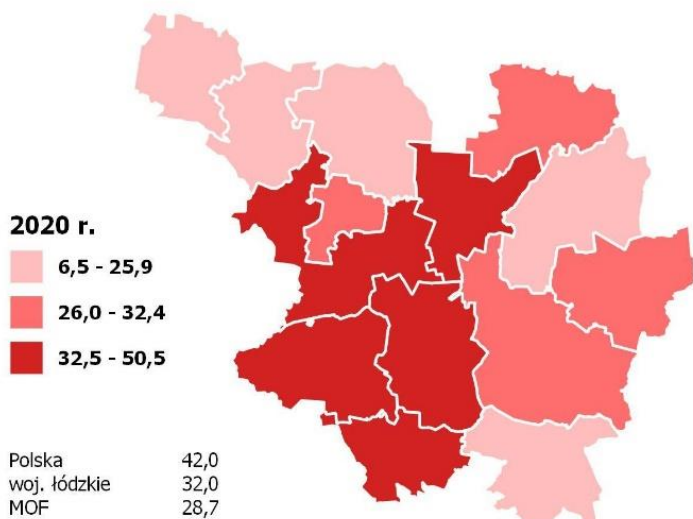 2020 r.
6,5 - 25,9
26,0 - 32,4
32,5 - 50,5
Polska 42,0
woj. łódzkie 32,0
MOF 28,7